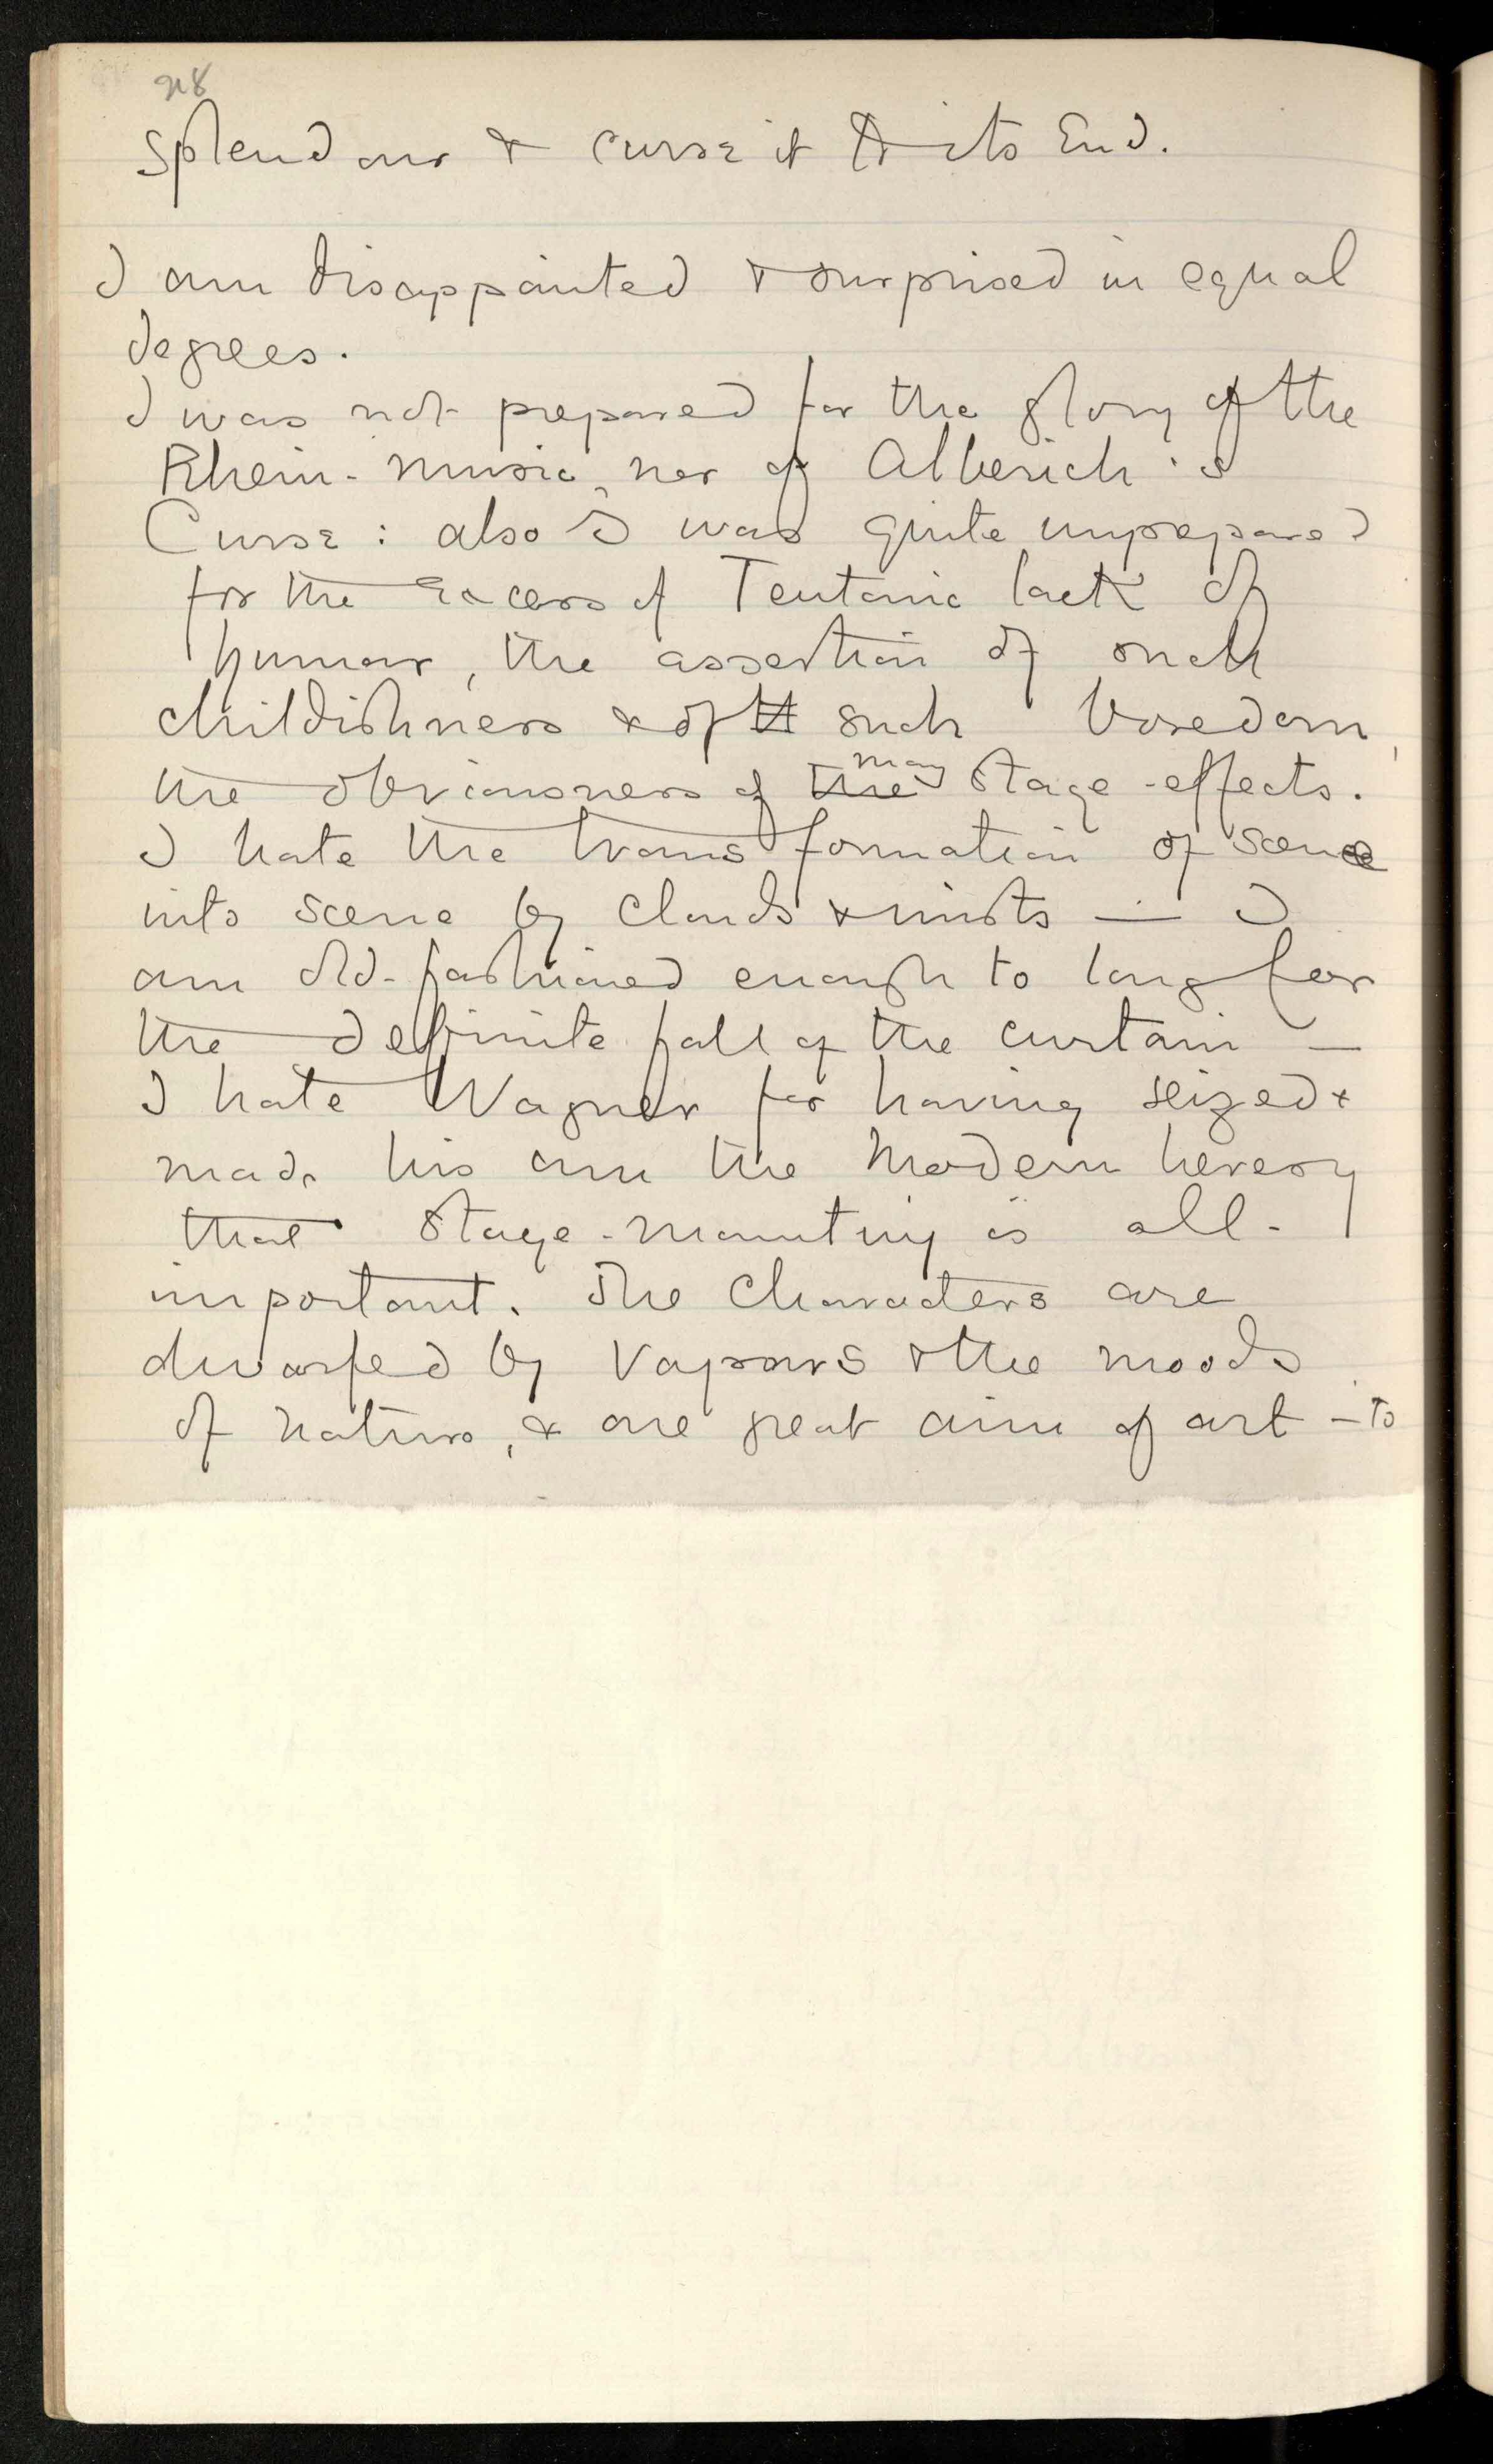 splendour & curse it to its End.
I am disappointed & surprised in equal
degrees.
I was not prepared for the glory of the
Rhein-music, nor of Alberich's
Curse: also I was quite unprepared
for the Excess of Teutonic lack of
humour, the assertion of such
childishness & of such boredom,
the obviousness of the many stage-effects.
I hate the transformation of scene
into scene by clouds & mists — I
am old-fashioned enough to long for
the definite fall of the curtain —
I hate Wagner for having seized &
made his own the Modern heresy
that Stage-mounting is all-
important. The Characters are
dwarfed by Vapours & the moods
of nature, & one great aim of art — to